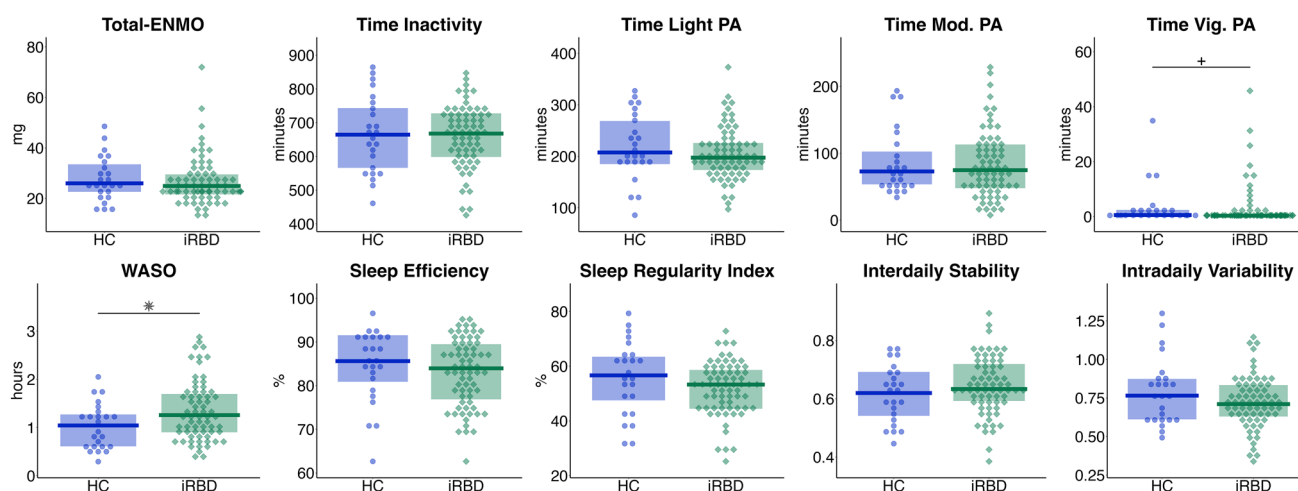 Total-ENMO
80
60
40
20
mg
HC
iRBD
Time Inactivity
900
800
700
600
500
400
minutes
HC
iRBD
Time Light PA
400
300
200
100
minutes
HC
iRBD
Time Mod. PA
200
100
0
minutes
HC
iRBD
Time Vig. PA
60
40
20
0
minutes
+
HC
iRBD
WASO
3
2
1
0
hours
*
HC
iRBD
Sleep Efficiency
100
90
80
70
60
%
HC
iRBD
Sleep Regularity Index
80
60
40
20
%
HC
iRBD
Interdaily Stability
0.8
0.6
0.4
HC
iRBD
Intradaily Variability
1.25
1.00
0.75
0.50
0.25
HC
iRBD